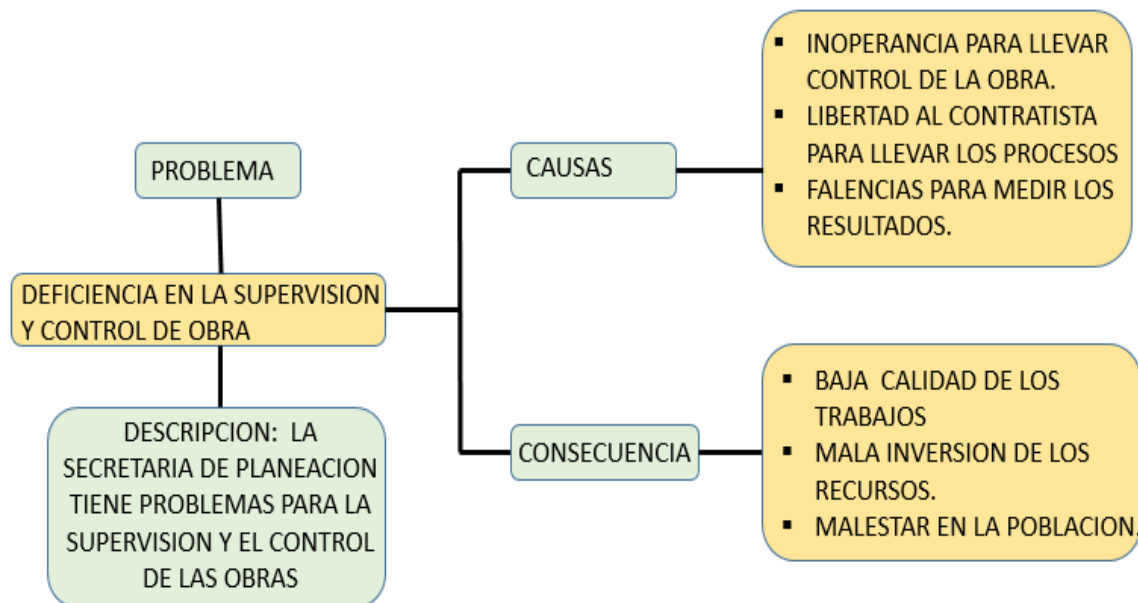 PROBLEMA
DEFICIENCIA EN LA SUPERVISION
Y CONTROL DE OBRA
DESCRIPCION: LA
SECRETARIA DE PLANEACION
TIENE PROBLEMAS PARA LA
SUPERVISION Y EL CONTROL
DE LAS OBRAS
CAUSAS
▪ INOPERANCIA PARA LLEVAR
CONTROL DE LA OBRA.
▪ LIBERTAD AL CONTRATISTA
PARA LLEVAR LOS PROCESOS
▪ FALENCIAS PARA MEDIR LOS
RESULTADOS.
CONSECUENCIA
▪ BAJA CALIDAD DE LOS
TRABAJOS
▪ MALA INVERSION DE LOS
RECURSOS.
▪ MALESTAR EN LA POBLACION.